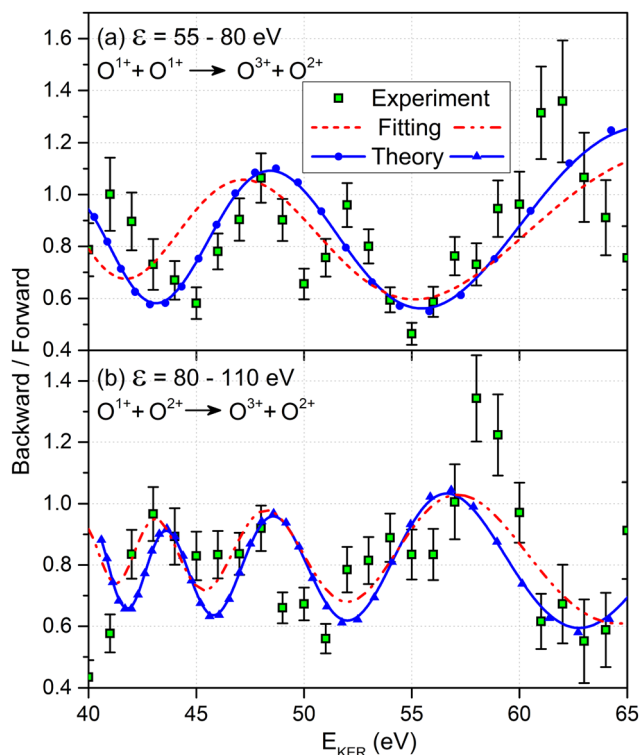 (a) ε = 55 - 80 eV
O¹⁺ + O¹⁺ → O³⁺ + O²⁺
Experiment
Fitting
Theory
1.6
1.4
1.2
1.0
0.8
0.6
0.4
Backward / Forward
(b) ε = 80 - 110 eV
O¹⁺ + O²⁺ → O³⁺ + O²⁺
1.4
1.2
1.0
0.8
0.6
0.4
40 45 50 55 60 65
E_KER (eV)